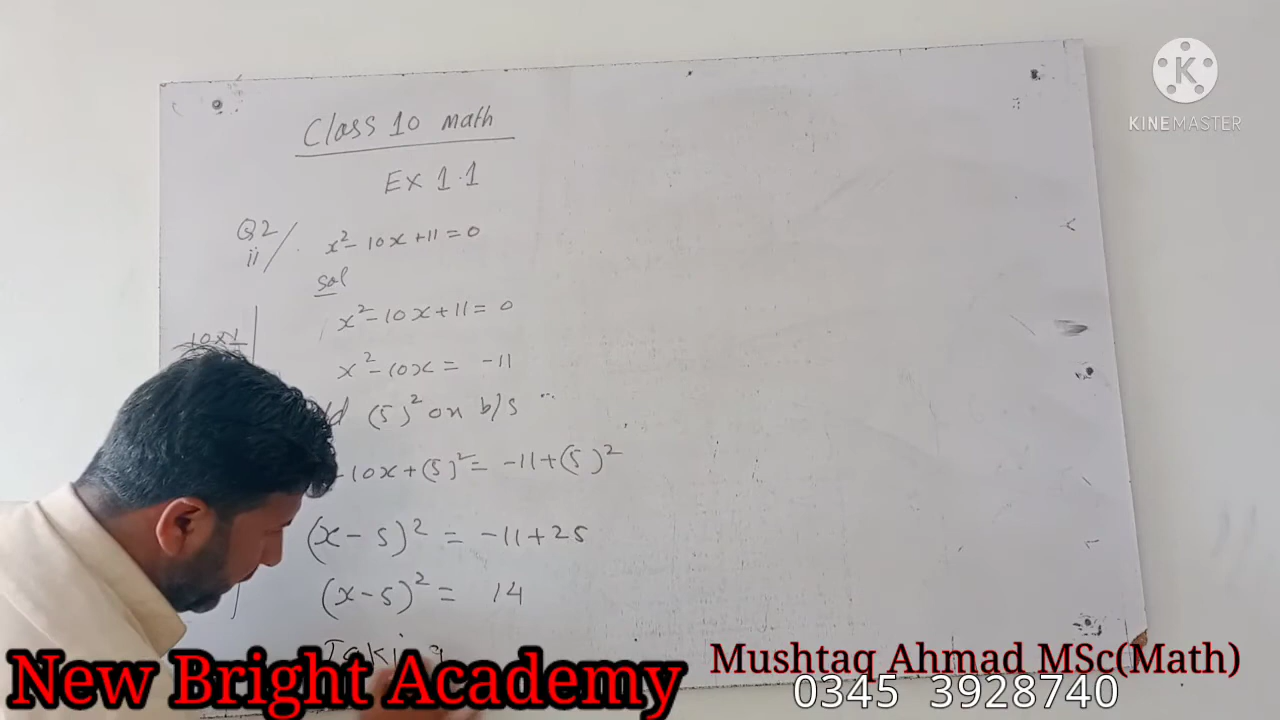 KINEMASTER
Class 10 math
EX 1.1
Q2
ii/ x² - 10x + 11 = 0
Sol
x² - 10x + 11 = 0
10x1
x² - 10x = -11
(5)² on b/s
- 10x + (5)² = -11 + (5)²
(x - 5)² = -11 + 25
(x - 5)² = 14
Taking
New Bright Academy
Mushtaq Ahmad MSc(Math)
0345 3928740